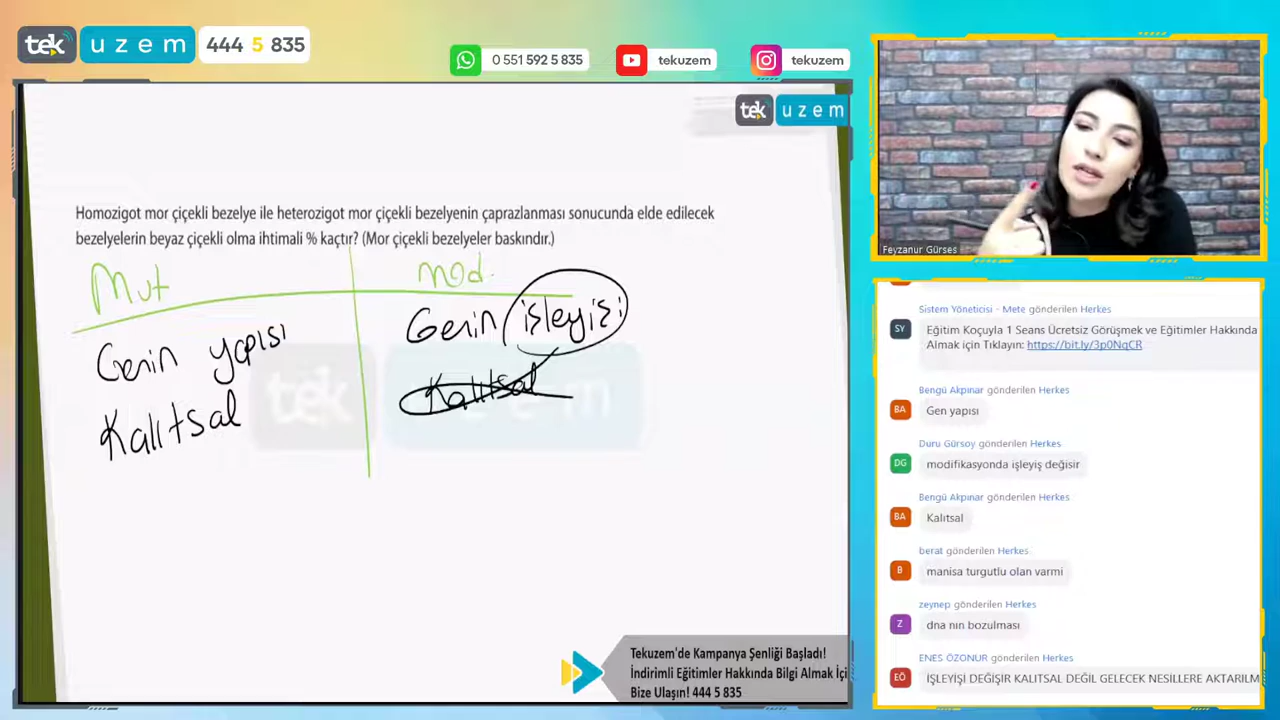 tek uzem 444 5 835
0 551 592 5 835
tekuzem
tekuzem
tek uzem
Homozigot mor çiçekli bezelye ile heterozigot mor çiçekli bezelyenin çaprazlanması sonucunda elde edilecek
bezelyelerin beyaz çiçekli olma ihtimali % kaçtır? (Mor çiçekli bezelyeler baskındır.)
Mut
Mod.
Genin yapısı
Genin işleyişi
Kalıtsal
Kalıtsal
tek uzem
Tekuzem'de Kampanya Şenliği Başladı!
İndirimli Eğitimler Hakkında Bilgi Almak İçi
Bize Ulaşın! 444 5 835
Feyzanur Gürses
Sistem Yöneticisi - Mete gönderilen Herkes
SY
Eğitim Koçuyla 1 Seans Ücretsiz Görüşmek ve Eğitimler Hakkında
Almak için Tıklayın: https://bit.ly/3p0NqCR
Bengü Akpınar gönderilen Herkes
BA
Gen yapısı
Duru Gürsoy gönderilen Herkes
DG
modifikasyonda işleyiş değisir
Bengü Akpınar gönderilen Herkes
BA
Kalıtsal
berat gönderilen Herkes
B
manisa turgutlu olan varmi
zeynep gönderilen Herkes
Z
dna nın bozulması
ENES ÖZONUR gönderilen Herkes
EÖ
İŞLEYİŞİ DEĞİŞİR KALITSAL DEĞİL GELECEK NESİLLERE AKTARILM